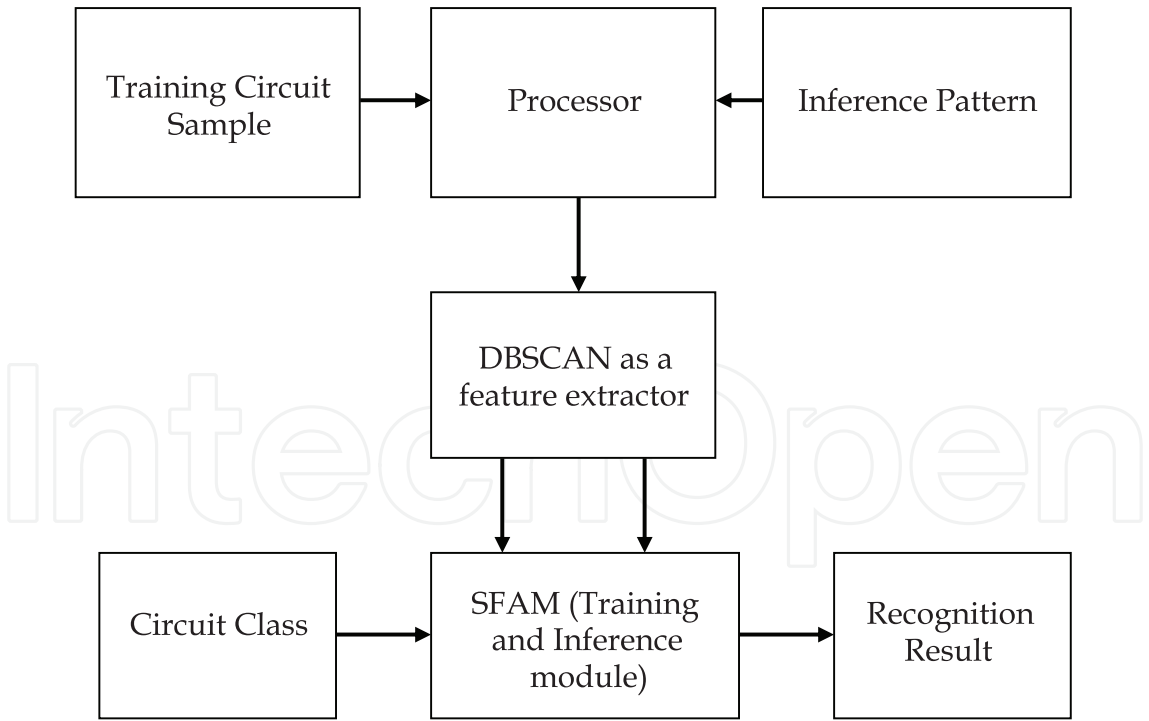 Training Circuit
Sample
Processor
Inference Pattern
DBSCAN as a
feature extractor
IntechOpen
Circuit Class
SFAM (Training
and Inference
module)
Recognition
Result